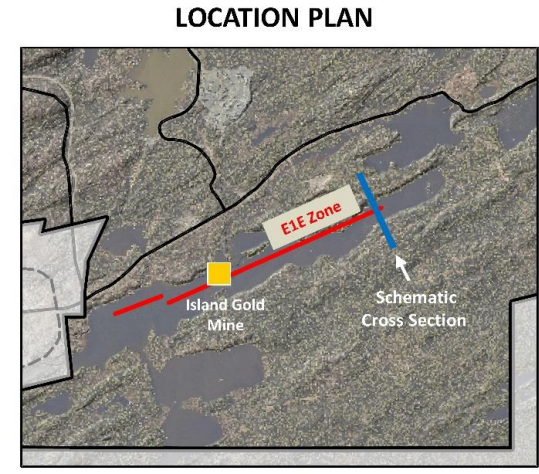 LOCATION PLAN
E1E Zone
Island Gold
Mine
Schematic
Cross Section